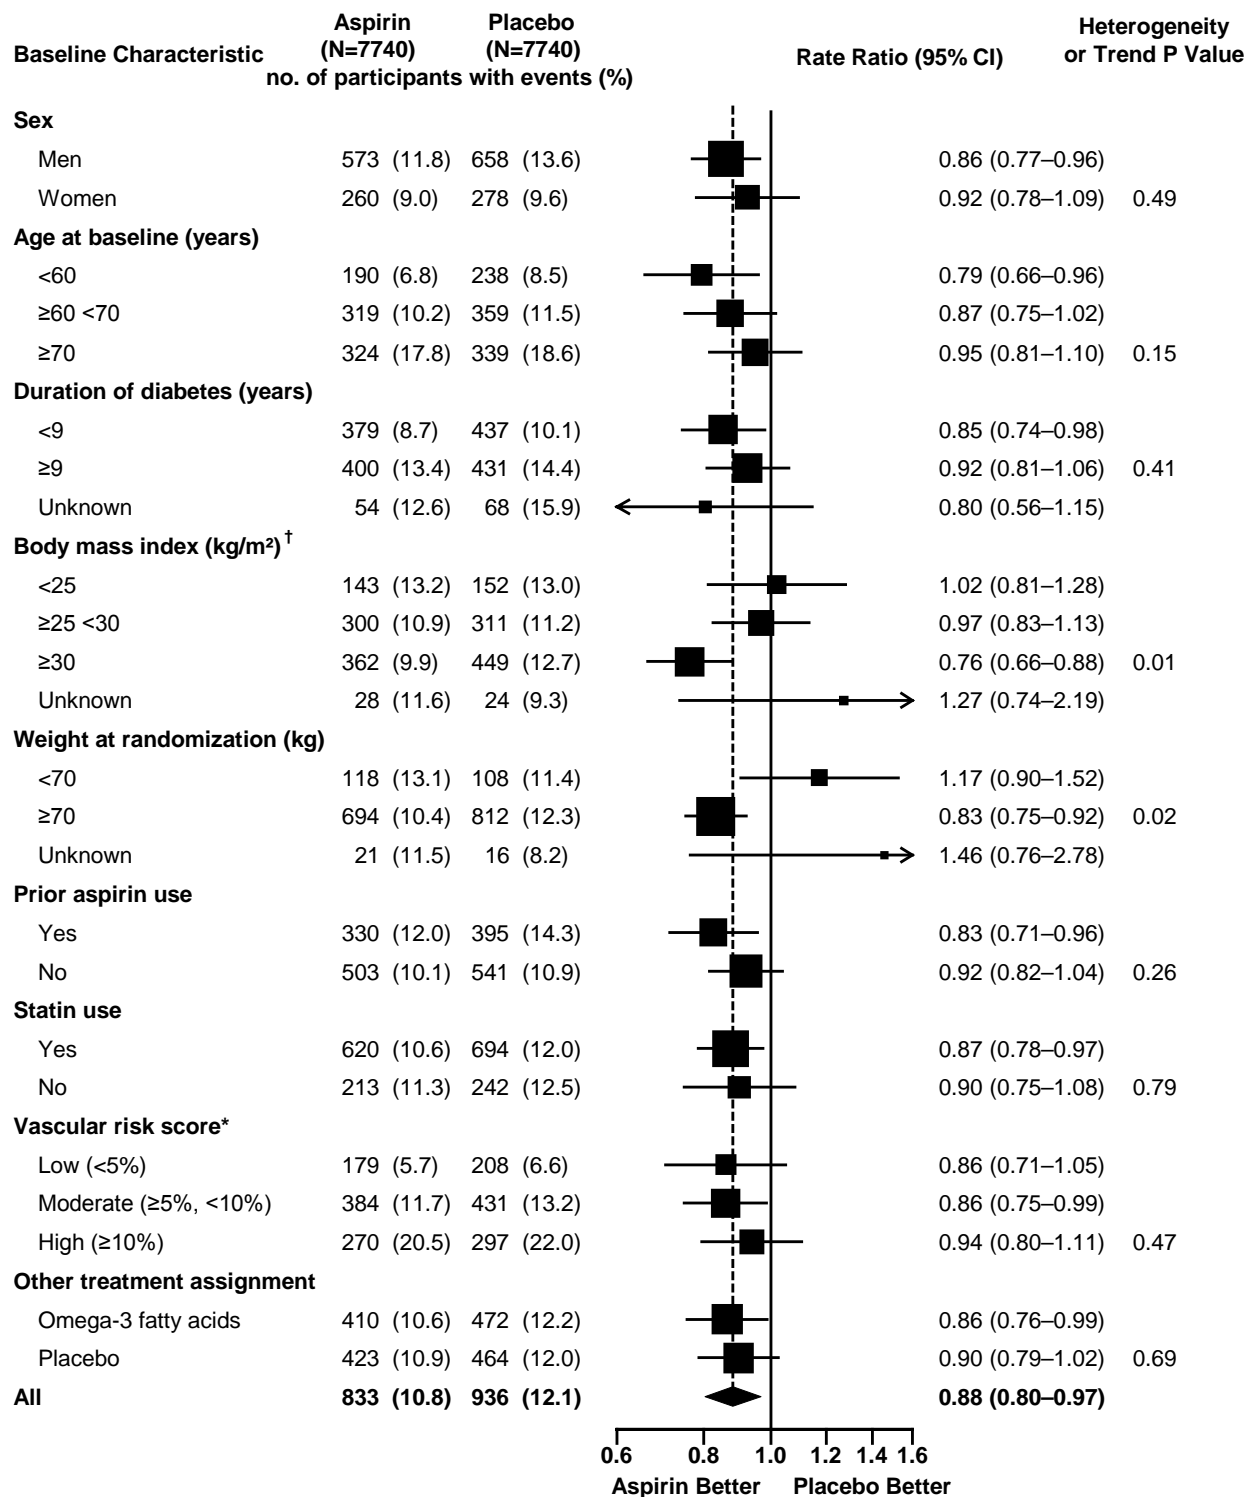 Baseline Characteristic
Aspirin
(N=7740)
Placebo
(N=7740)
no. of participants with events (%)
Rate Ratio (95% CI)
Heterogeneity
or Trend P Value
Sex
Men 573 (11.8) 658 (13.6) 0.86 (0.77–0.96)
Women 260 (9.0) 278 (9.6) 0.92 (0.78–1.09) 0.49
Age at baseline (years)
<60 190 (6.8) 238 (8.5) 0.79 (0.66–0.96)
≥60 <70 319 (10.2) 359 (11.5) 0.87 (0.75–1.02)
≥70 324 (17.8) 339 (18.6) 0.95 (0.81–1.10) 0.15
Duration of diabetes (years)
<9 379 (8.7) 437 (10.1) 0.85 (0.74–0.98)
≥9 400 (13.4) 431 (14.4) 0.92 (0.81–1.06) 0.41
Unknown 54 (12.6) 68 (15.9) 0.80 (0.56–1.15)
Body mass index (kg/m²)†
<25 143 (13.2) 152 (13.0) 1.02 (0.81–1.28)
≥25 <30 300 (10.9) 311 (11.2) 0.97 (0.83–1.13)
≥30 362 (9.9) 449 (12.7) 0.76 (0.66–0.88) 0.01
Unknown 28 (11.6) 24 (9.3) 1.27 (0.74–2.19)
Weight at randomization (kg)
<70 118 (13.1) 108 (11.4) 1.17 (0.90–1.52)
≥70 694 (10.4) 812 (12.3) 0.83 (0.75–0.92) 0.02
Unknown 21 (11.5) 16 (8.2) 1.46 (0.76–2.78)
Prior aspirin use
Yes 330 (12.0) 395 (14.3) 0.83 (0.71–0.96)
No 503 (10.1) 541 (10.9) 0.92 (0.82–1.04) 0.26
Statin use
Yes 620 (10.6) 694 (12.0) 0.87 (0.78–0.97)
No 213 (11.3) 242 (12.5) 0.90 (0.75–1.08) 0.79
Vascular risk score*
Low (<5%) 179 (5.7) 208 (6.6) 0.86 (0.71–1.05)
Moderate (≥5%, <10%) 384 (11.7) 431 (13.2) 0.86 (0.75–0.99)
High (≥10%) 270 (20.5) 297 (22.0) 0.94 (0.80–1.11) 0.47
Other treatment assignment
Omega-3 fatty acids 410 (10.6) 472 (12.2) 0.86 (0.76–0.99)
Placebo 423 (10.9) 464 (12.0) 0.90 (0.79–1.02) 0.69
All 833 (10.8) 936 (12.1) 0.88 (0.80–0.97)
0.6 0.8 1.0 1.2 1.4 1.6
Aspirin Better Placebo Better